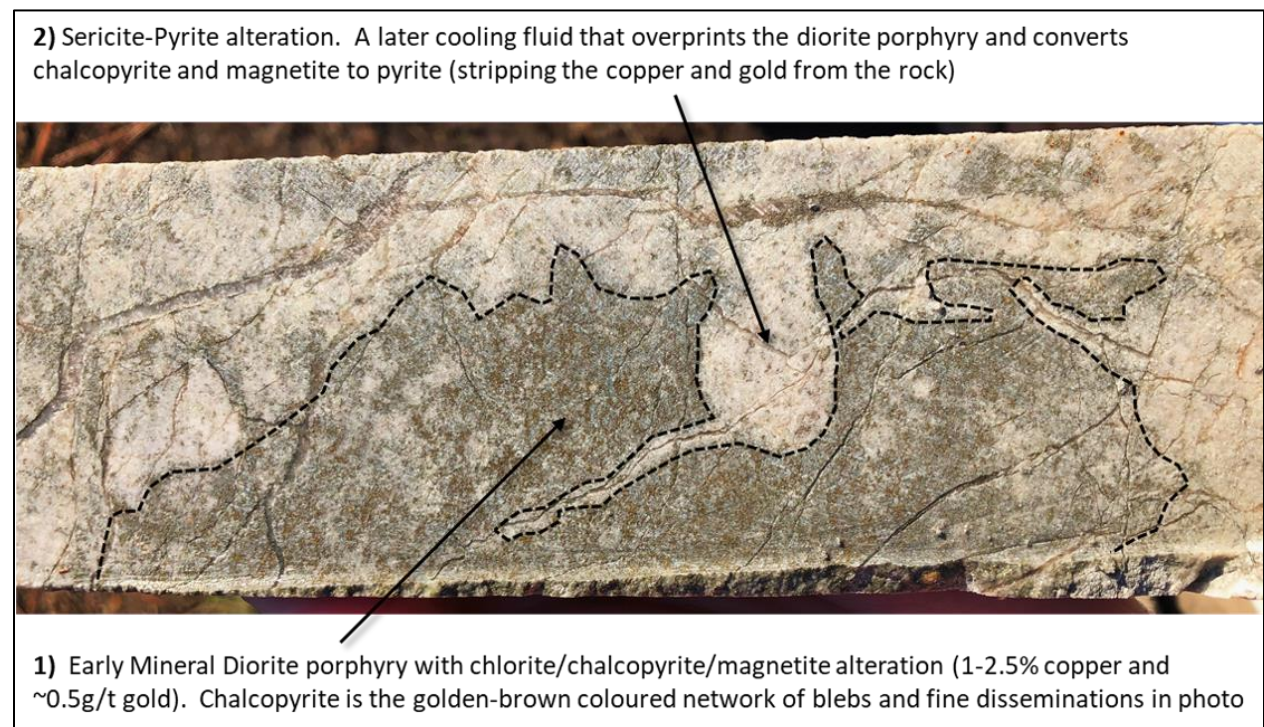 2) Sericite-Pyrite alteration.  A later cooling fluid that overprints the diorite porphyry and converts
chalcopyrite and magnetite to pyrite (stripping the copper and gold from the rock)
1)  Early Mineral Diorite porphyry with chlorite/chalcopyrite/magnetite alteration (1-2.5% copper and
~0.5g/t gold).  Chalcopyrite is the golden-brown coloured network of blebs and fine disseminations in photo